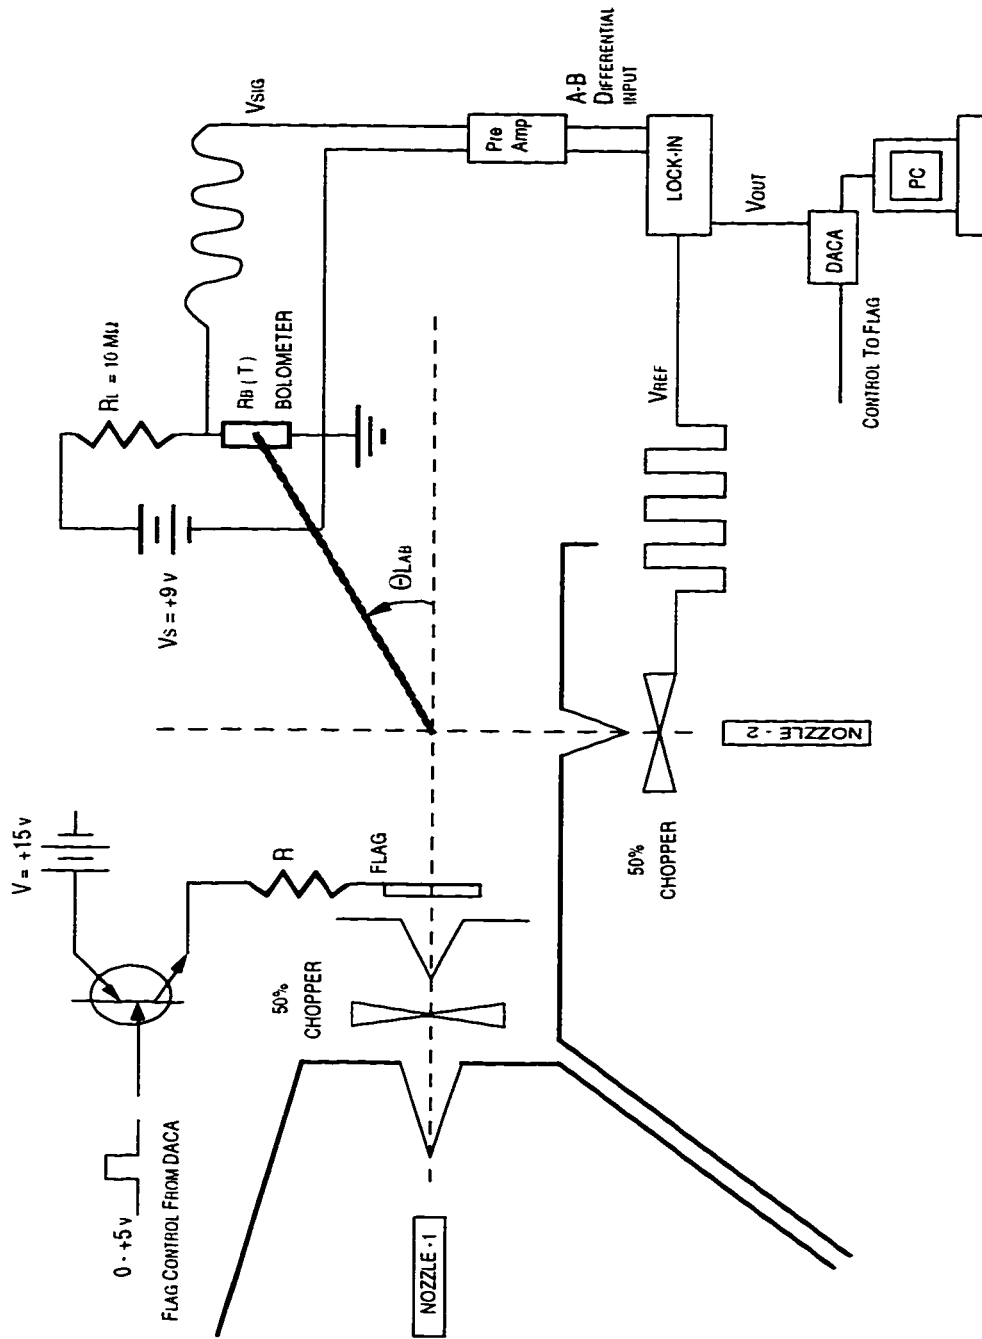 0 - +5 v
FLAG CONTROL FROM DACA
V = +15 v
R
FLAG
50%
CHOPPER
NOZZLE - 1
VS = +9 v
RL = 10 MΩ
RB ( T )
BOLOMETER
VSIG
ΘLAB
Pre
Amp
A-B
DIFFERENTIAL
INPUT
LOCK-IN
VREF
VOUT
DACA
PC
CONTROL TO FLAG
50%
CHOPPER
NOZZLE - 2